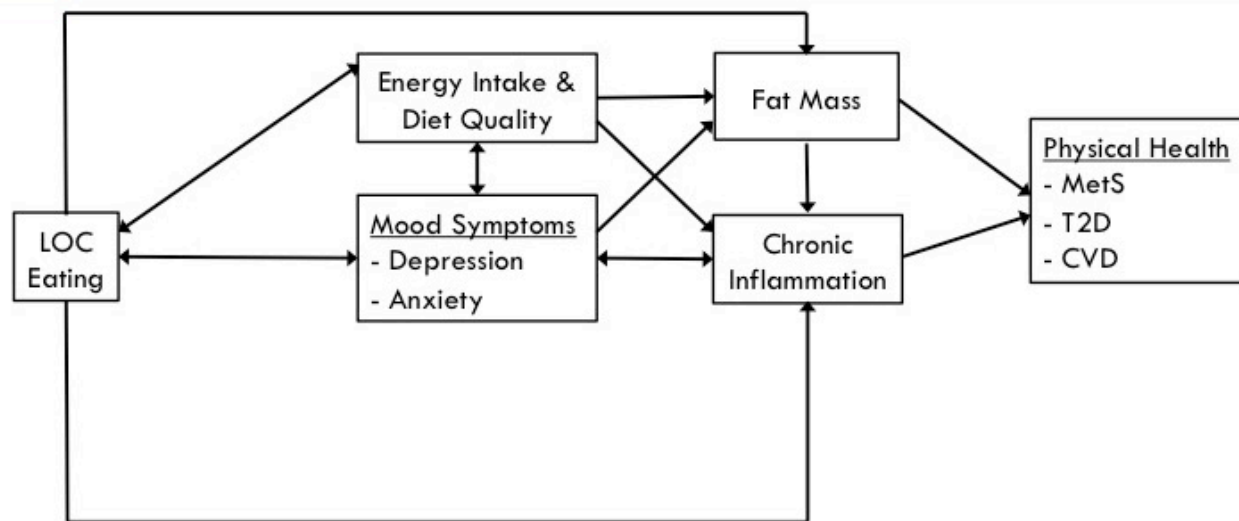 LOC
Eating
Energy Intake &
Diet Quality
Mood Symptoms
- Depression
- Anxiety
Fat Mass
Chronic
Inflammation
Physical Health
- MetS
- T2D
- CVD